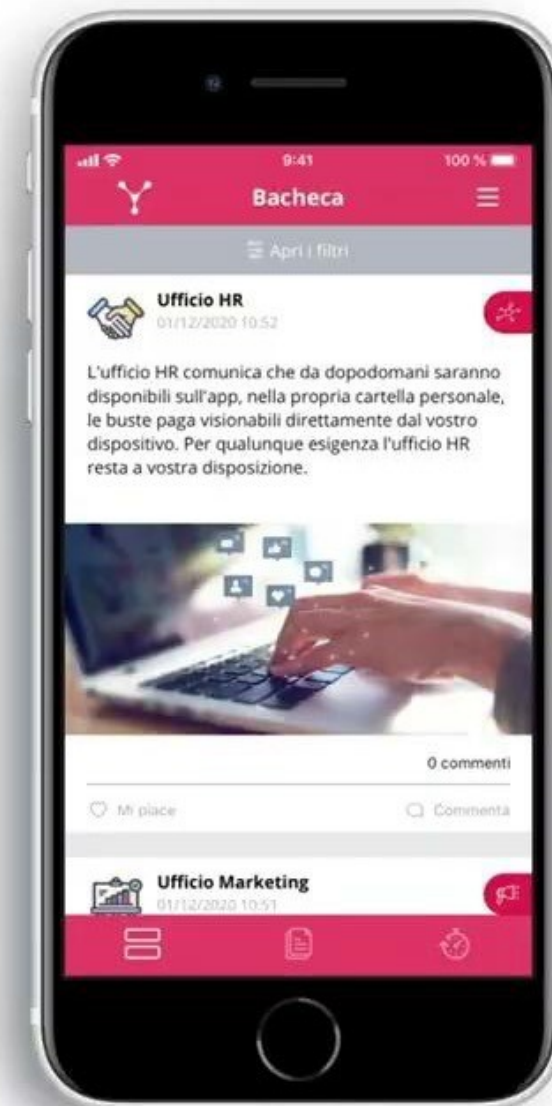 9:41
100 %
Bacheca
Apri i filtri
Ufficio HR
01/12/2020 10:52
L'ufficio HR comunica che da dopodomani saranno
disponibili sull'app, nella propria cartella personale,
le buste paga visionabili direttamente dal vostro
dispositivo. Per qualunque esigenza l'ufficio HR
resta a vostra disposizione.
0 commenti
Mi piace
Commenta
Ufficio Marketing
01/12/2020 10:51